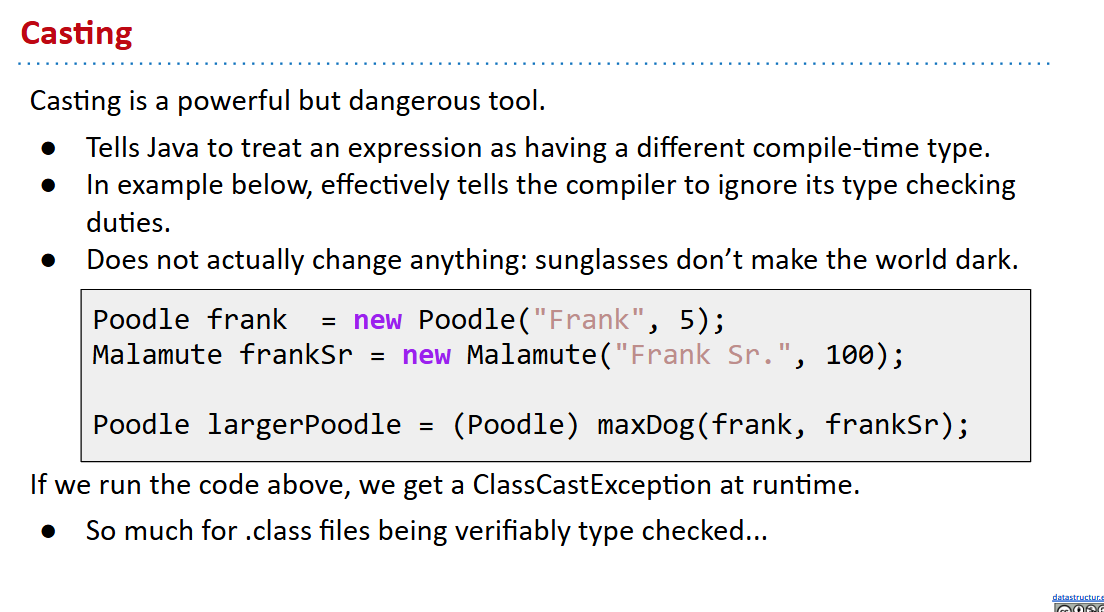 Casting
Casting is a powerful but dangerous tool.
● Tells Java to treat an expression as having a different compile-time type.
● In example below, effectively tells the compiler to ignore its type checking
duties.
● Does not actually change anything: sunglasses don’t make the world dark.
Poodle frank  = new Poodle("Frank", 5);
Malamute frankSr = new Malamute("Frank Sr.", 100);
Poodle largerPoodle = (Poodle) maxDog(frank, frankSr);
If we run the code above, we get a ClassCastException at runtime.
● So much for .class files being verifiably type checked...
datastructur.e